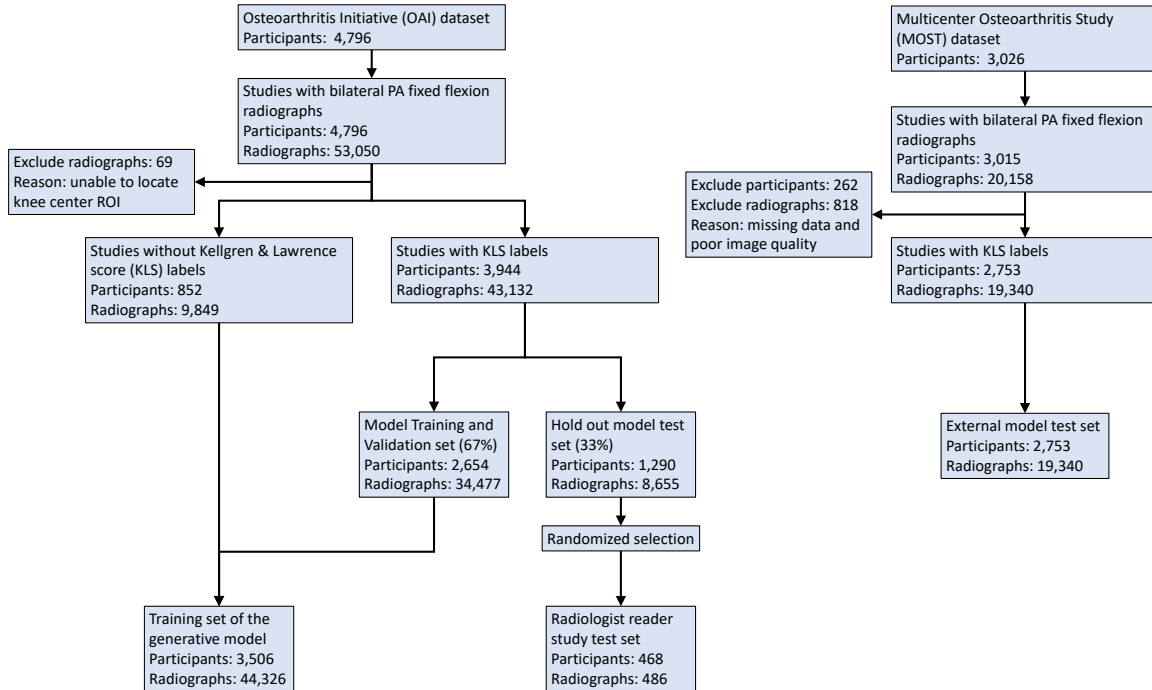 Osteoarthritis Initiative (OAI) dataset
Participants: 4,796
Studies with bilateral PA fixed flexion
radiographs
Participants: 4,796
Radiographs: 53,050
Exclude radiographs: 69
Reason: unable to locate
knee center ROI
Studies without Kellgren & Lawrence
score (KLS) labels
Participants: 852
Radiographs: 9,849
Studies with KLS labels
Participants: 3,944
Radiographs: 43,132
Model Training and
Validation set (67%)
Participants: 2,654
Radiographs: 34,477
Hold out model test
set (33%)
Participants: 1,290
Radiographs: 8,655
Randomized selection
Training set of the
generative model
Participants: 3,506
Radiographs: 44,326
Radiologist reader
study test set
Participants: 468
Radiographs: 486
Multicenter Osteoarthritis Study
(MOST) dataset
Participants: 3,026
Studies with bilateral PA fixed flexion
radiographs
Participants: 3,015
Radiographs: 20,158
Exclude participants: 262
Exclude radiographs: 818
Reason: missing data and
poor image quality
Studies with KLS labels
Participants: 2,753
Radiographs: 19,340
External model test set
Participants: 2,753
Radiographs: 19,340